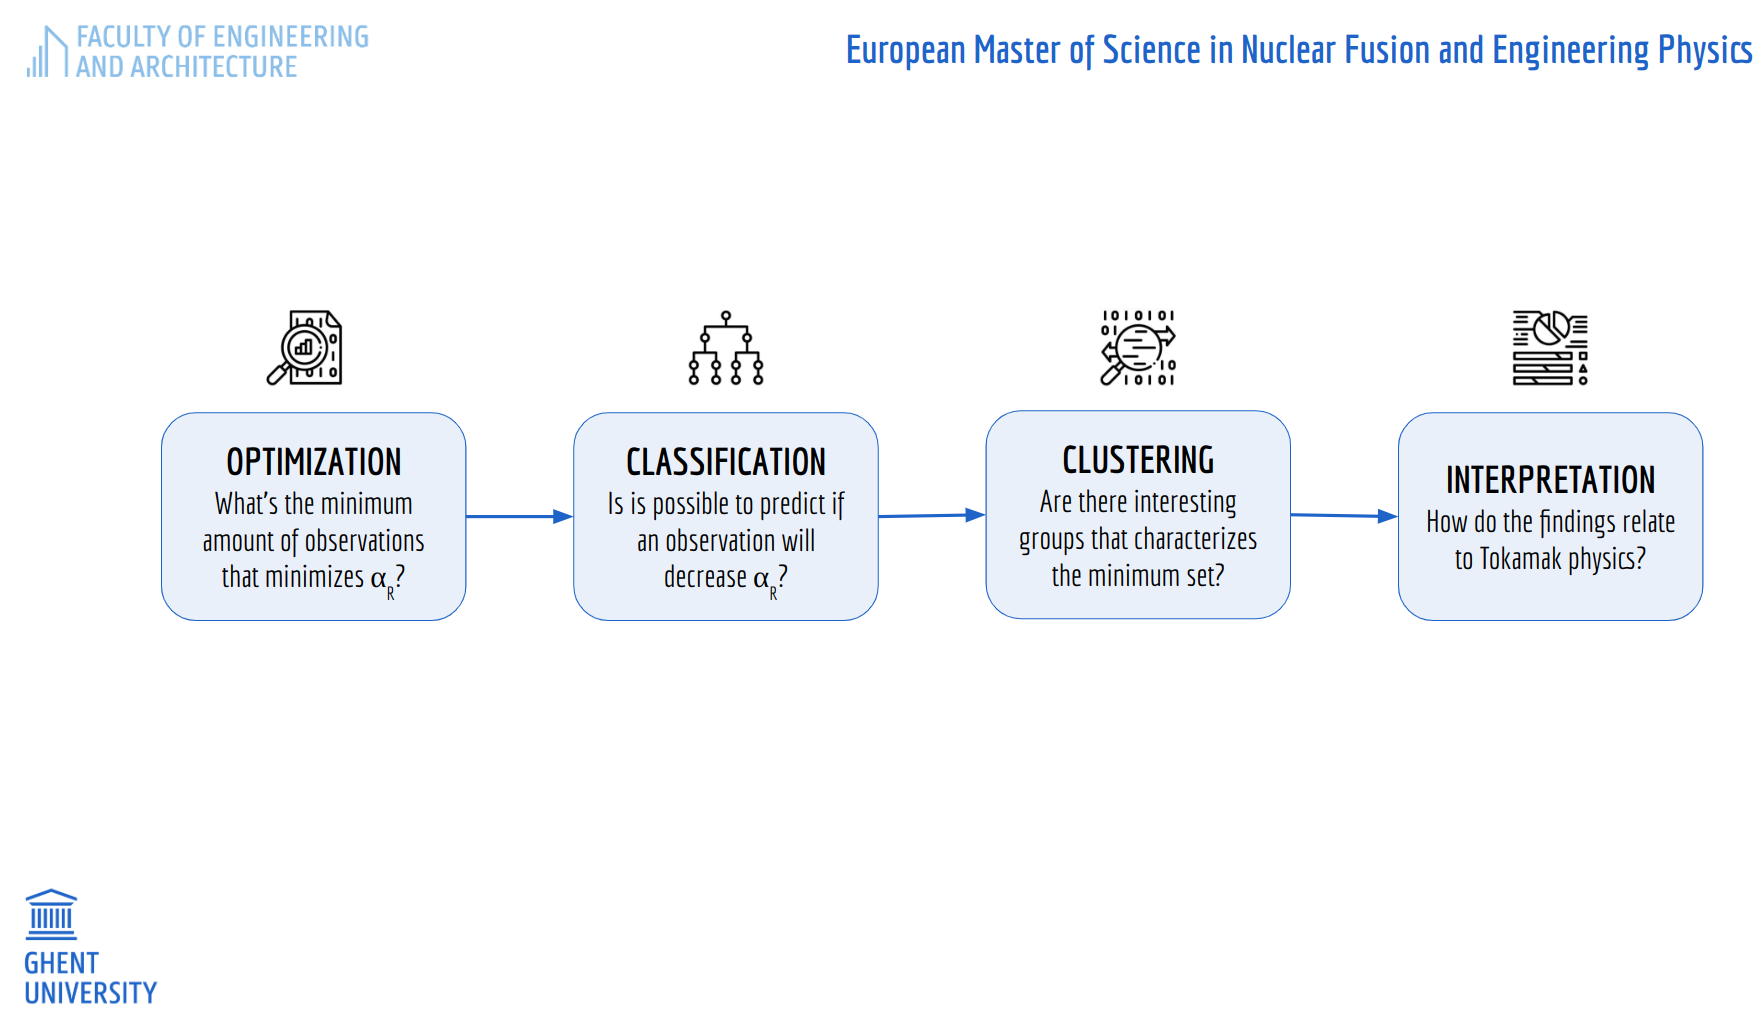 FACULTY OF ENGINEERING
AND ARCHITECTURE
European Master of Science in Nuclear Fusion and Engineering Physics
OPTIMIZATION
What's the minimum
amount of observations
that minimizes αR?
CLASSIFICATION
Is is possible to predict if
an observation will
decrease αR?
CLUSTERING
Are there interesting
groups that characterizes
the minimum set?
INTERPRETATION
How do the findings relate
to Tokamak physics?
GHENT
UNIVERSITY